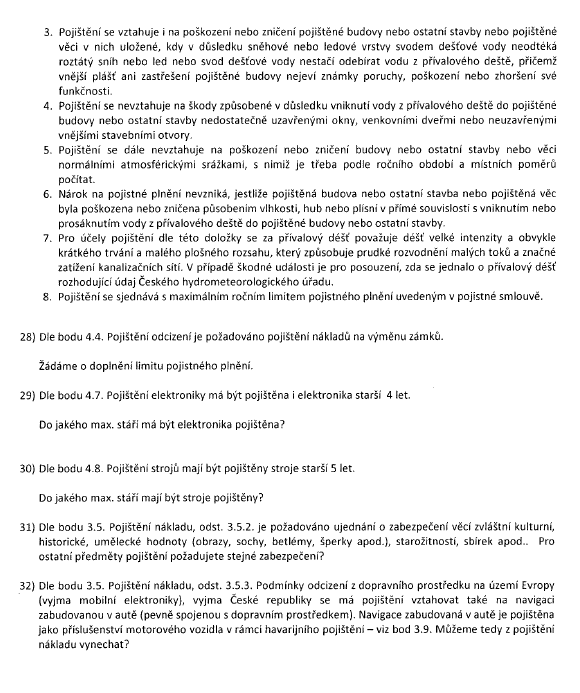 3. Pojištění se vztahuje i na poškození nebo zničení pojištěné budovy nebo ostatní stavby nebo pojištěné
věci v nich uložené, kdy v důsledku sněhové nebo ledové vrstvy svodem dešťové vody neodtéká
roztátý sníh nebo led nebo svod dešťové vody nestačí odebírat vodu z přívalového deště, přičemž
vnější plášť ani zastřešení pojištěné budovy nejeví známky poruchy, poškození nebo zhoršení své
funkčnosti.
4. Pojištění se nevztahuje na škody způsobené v důsledku vniknutí vody z přívalového deště do pojištěné
budovy nebo ostatní stavby nedostatečně uzavřenými okny, venkovními dveřmi nebo neuzavřenými
vnějšími stavebními otvory.
5. Pojištění se dále nevztahuje na poškození nebo zničení budovy nebo ostatní stavby nebo věci
normálními atmosférickými srážkami, s nimiž je třeba podle ročního období a místních poměrů
počítat.
6. Nárok na pojistné plnění nevzniká, jestliže pojištěná budova nebo ostatní stavba nebo pojištěná věc
byla poškozena nebo zničena působením vlhkosti, hub nebo plísní v přímé souvislosti s vniknutím nebo
prosáknutím vody z přívalového deště do pojištěné budovy nebo ostatní stavby.
7. Pro účely pojištění dle této doložky se za přívalový déšť považuje déšť velké intenzity a obvykle
krátkého trvání a malého plošného rozsahu, který způsobuje prudké rozvodnění malých toků a značné
zatížení kanalizačních sítí. V případě škodné události je pro posouzení, zda se jednalo o přívalový déšť
rozhodující údaj Českého hydrometeorologického úřadu.
8. Pojištění se sjednává s maximálním ročním limitem pojistného plnění uvedeným v pojistné smlouvě.
28) Dle bodu 4.4. Pojištění odcizení je požadováno pojištění nákladů na výměnu zámků.
Žádáme o doplnění limitu pojistného plnění.
29) Dle bodu 4.7. Pojištění elektroniky má být pojištěna i elektronika starší 4 let.
Do jakého max. stáří má být elektronika pojištěna?
30) Dle bodu 4.8. Pojištění strojů mají být pojištěny stroje starší 5 let.
Do jakého max. stáří mají být stroje pojištěny?
31) Dle bodu 3.5. Pojištění nákladu, odst. 3.5.2. je požadováno ujednání o zabezpečení věcí zvláštní kulturní,
historické, umělecké hodnoty (obrazy, sochy, betlémy, šperky apod.), starožitností, sbírek apod.. Pro
ostatní předměty pojištění požadujete stejné zabezpečení?
32) Dle bodu 3.5. Pojištění nákladu, odst. 3.5.3. Podmínky odcizení z dopravního prostředku na území Evropy
(vyjma mobilní elektroniky), vyjma České republiky se má pojištění vztahovat také na navigaci
zabudovanou v autě (pevně spojenou s dopravním prostředkem). Navigace zabudovaná v autě je pojištěna
jako příslušenství motorového vozidla v rámci havarijního pojištění – viz bod 3.9. Můžeme tedy z pojištění
nákladu vynechat?